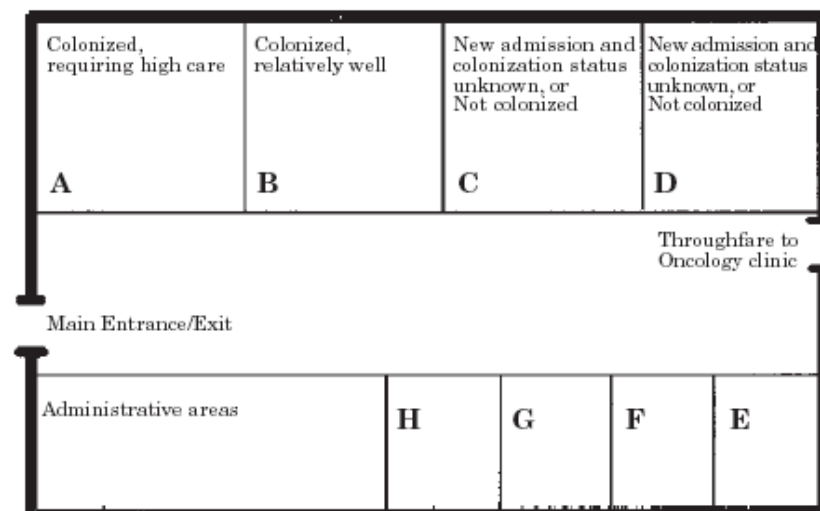 Colonized,
requiring high care
A
Colonized,
relatively well
B
New admission and
colonization status
unknown, or
Not colonized
C
New admission and
colonization status
unknown, or
Not colonized
D
Throughfare to
Oncology clinic
Main Entrance/Exit
Administrative areas
H
G
F
E